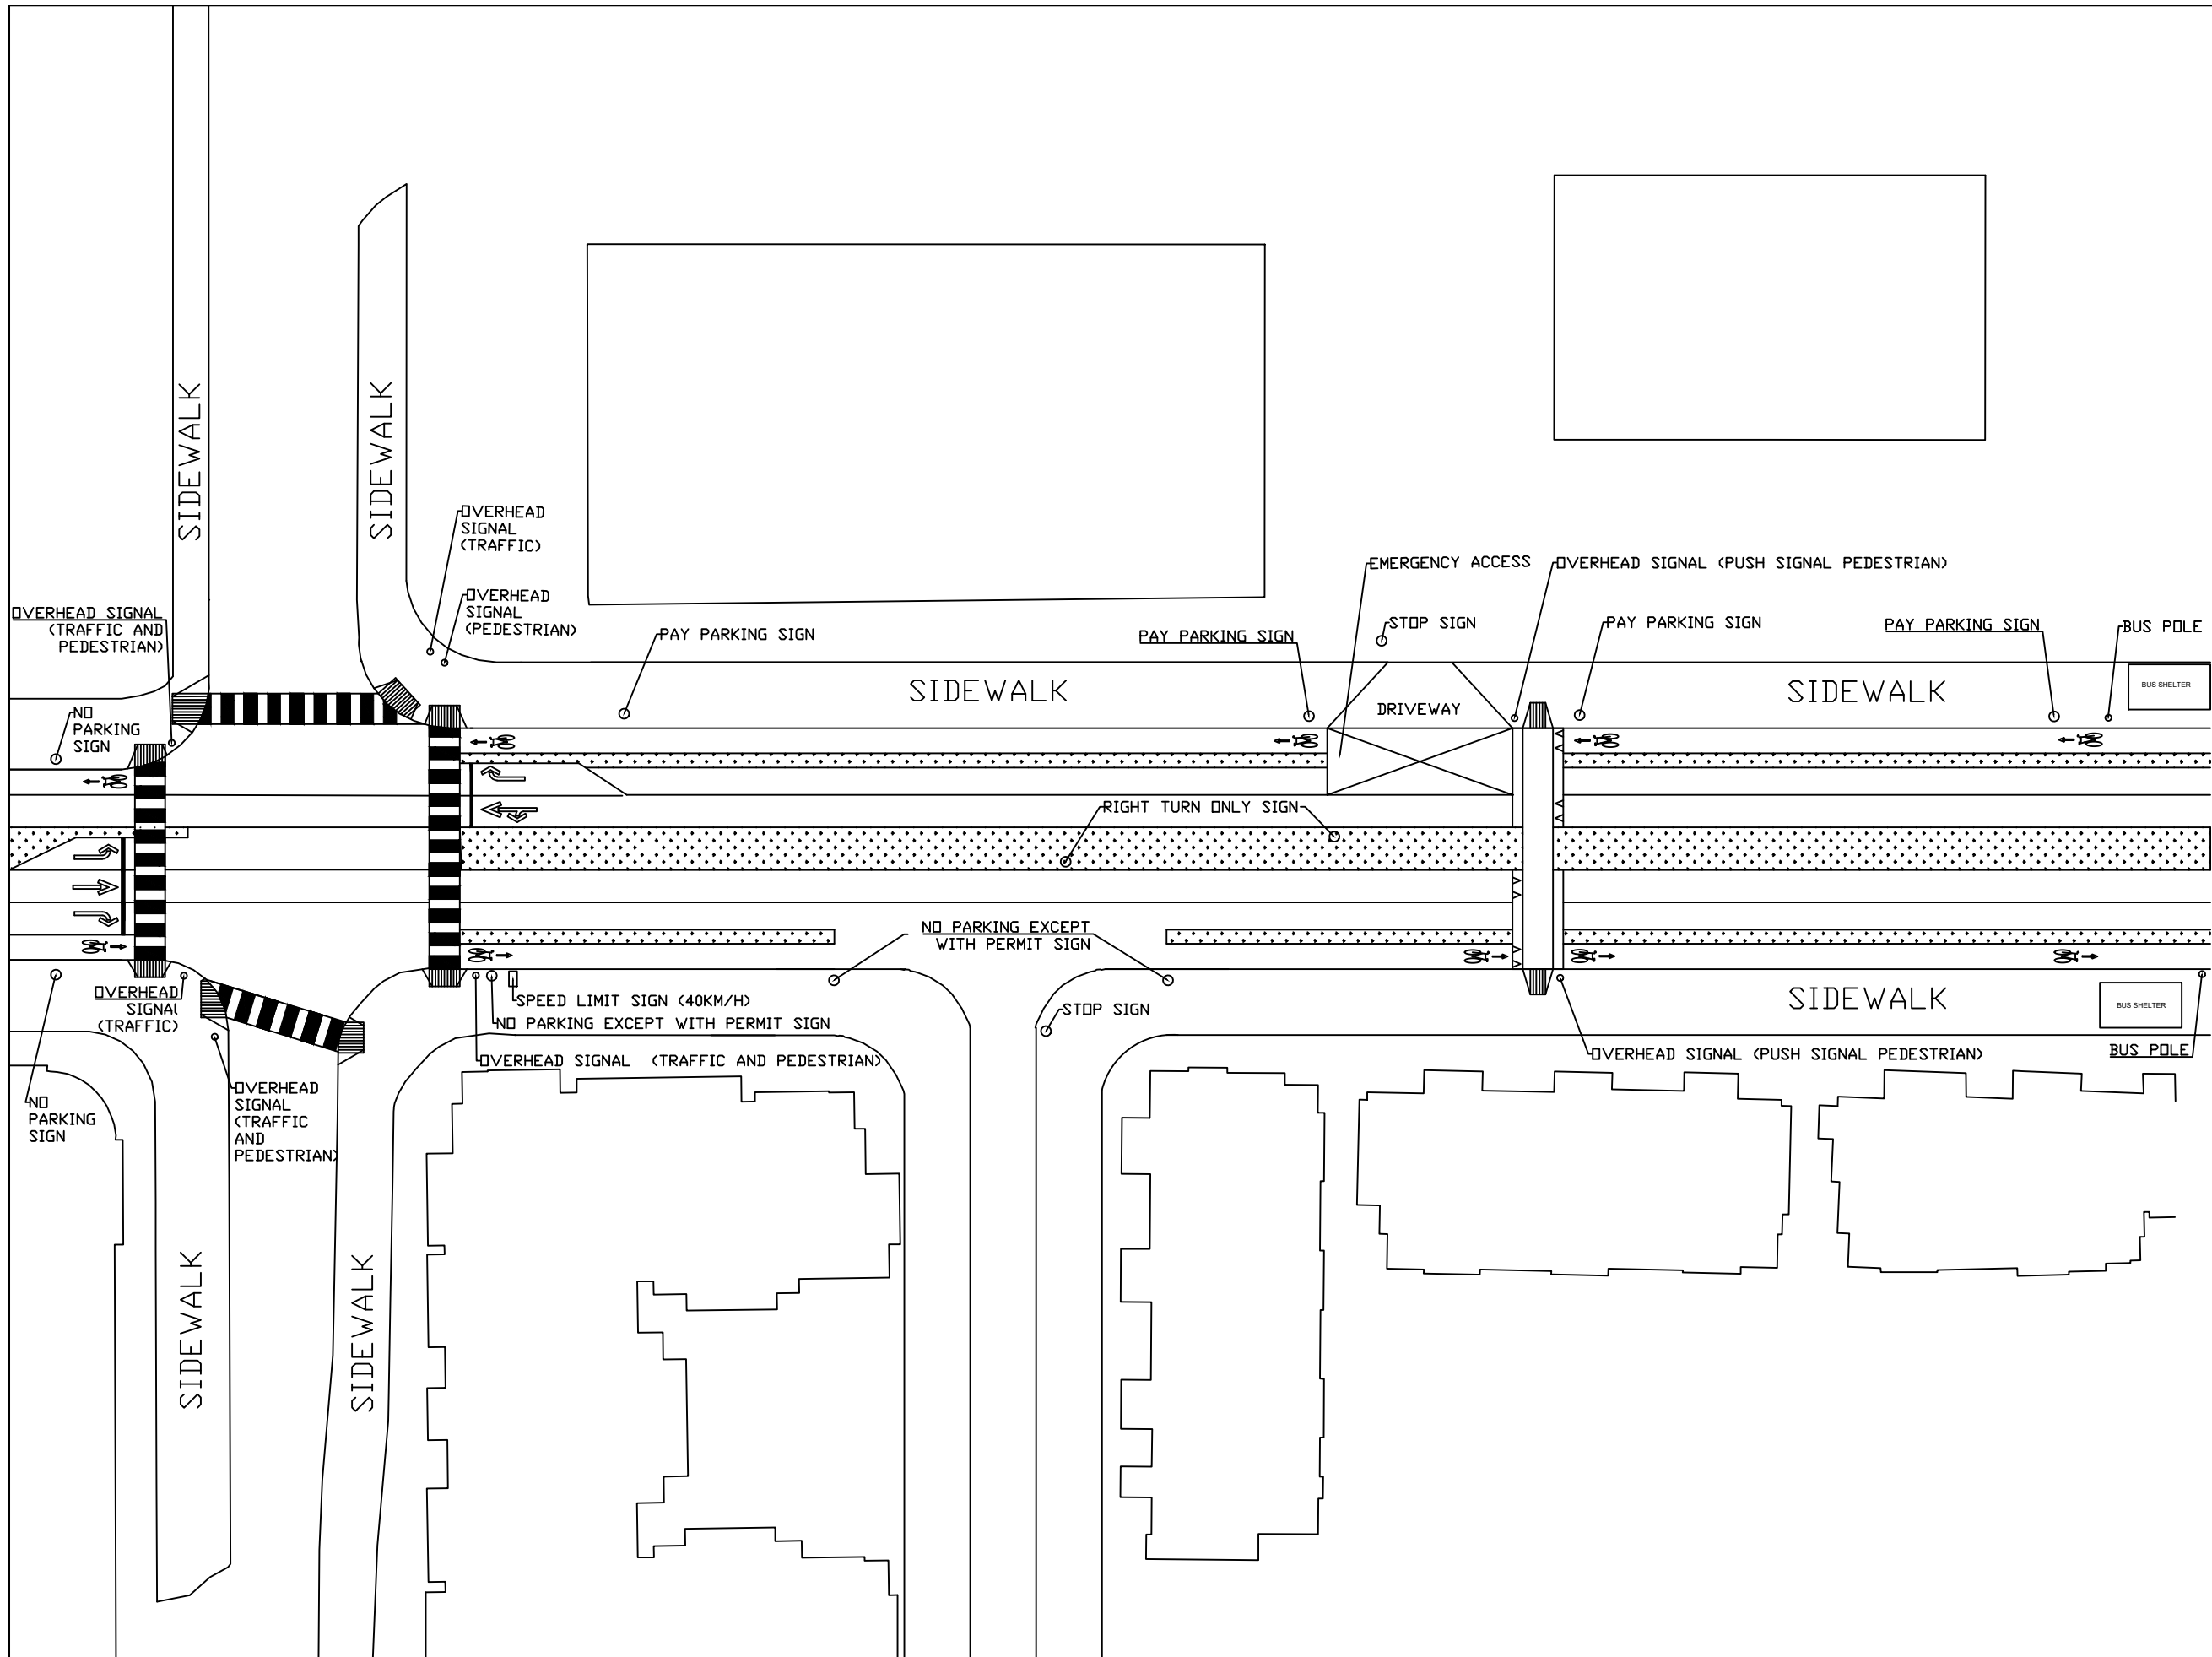 SIDEWALK
SIDEWALK
OVERHEAD
SIGNAL
(TRAFFIC)
OVERHEAD
SIGNAL
(PEDESTRIAN)
OVERHEAD SIGNAL
(TRAFFIC AND
PEDESTRIAN)
NO
PARKING
SIGN
PAY PARKING SIGN
SIDEWALK
PAY PARKING SIGN
EMERGENCY ACCESS
STOP SIGN
DRIVEWAY
OVERHEAD SIGNAL (PUSH SIGNAL PEDESTRIAN)
PAY PARKING SIGN
PAY PARKING SIGN
BUS POLE
SIDEWALK
BUS SHELTER
RIGHT TURN ONLY SIGN
NO PARKING EXCEPT
WITH PERMIT SIGN
OVERHEAD
SIGNAL
(TRAFFIC)
SPEED LIMIT SIGN (40KM/H)
NO PARKING EXCEPT WITH PERMIT SIGN
OVERHEAD SIGNAL (TRAFFIC AND PEDESTRIAN)
STOP SIGN
SIDEWALK
BUS SHELTER
OVERHEAD SIGNAL (PUSH SIGNAL PEDESTRIAN)
BUS POLE
NO
PARKING
SIGN
OVERHEAD
SIGNAL
(TRAFFIC
AND
PEDESTRIAN)
SIDEWALK
SIDEWALK